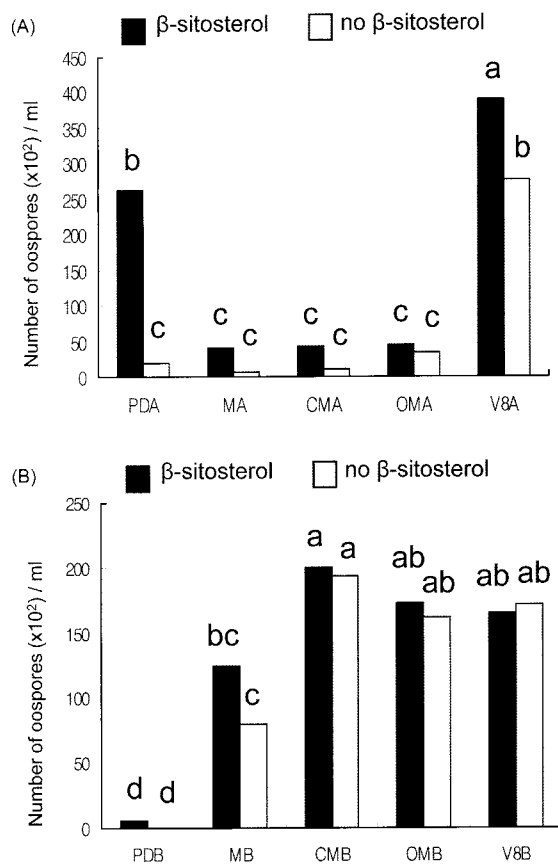 (A)
β-sitosterol
no β-sitosterol
Number of oospores (x10²) / ml
450
400
350
300
250
200
150
100
50
0
b
c
c
c
c
c
c
c
a
b
PDA
MA
CMA
OMA
V8A
(B)
β-sitosterol
no β-sitosterol
Number of oospores (x10²) / ml
250
200
150
100
50
0
d
d
bc
c
a
a
ab
ab
ab
ab
PDB
MB
CMB
OMB
V8B